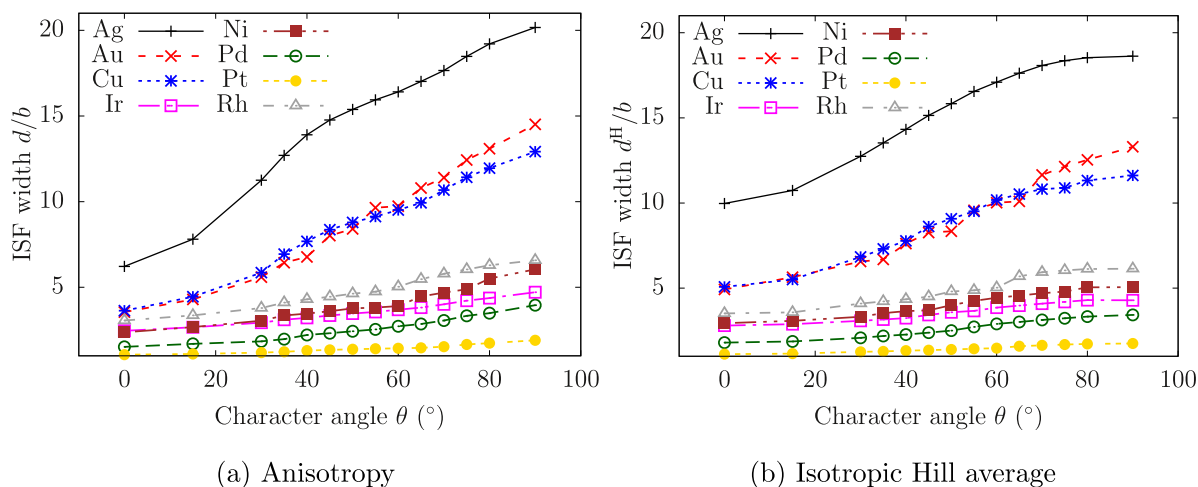 ISF width d/b
20
15
10
5
Ag
Au
Cu
Ir
Ni
Pd
Pt
Rh
0 20 40 60 80 100
Character angle θ (°)
(a) Anisotropy
ISF width dᴴ/b
20
15
10
5
Ag
Au
Cu
Ir
Ni
Pd
Pt
Rh
0 20 40 60 80 100
Character angle θ (°)
(b) Isotropic Hill average